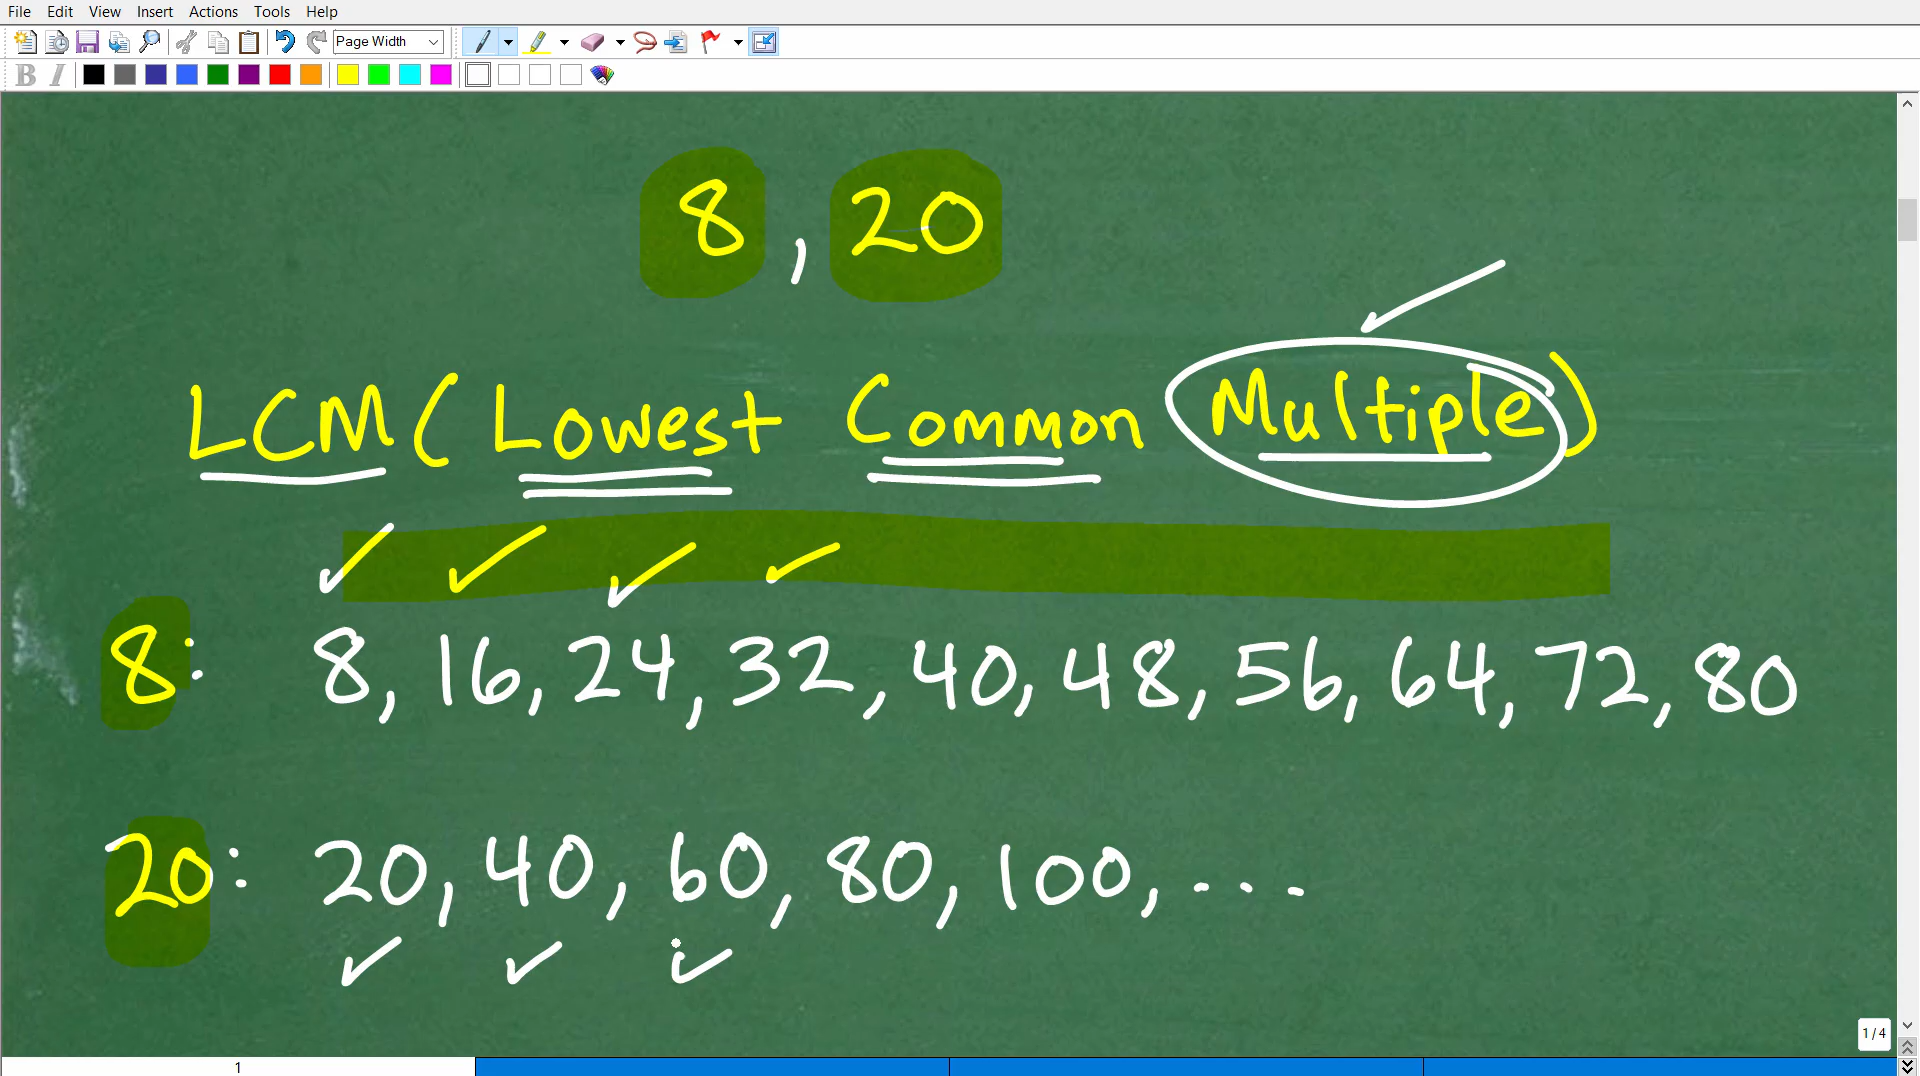 File Edit View Insert Actions Tools Help
Page Width
B I
8, 20
LCM (Lowest Common Multiple)
8: 8, 16, 24, 32, 40, 48, 56, 64, 72, 80
20: 20, 40, 60, 80, 100, ...
1 / 4
1